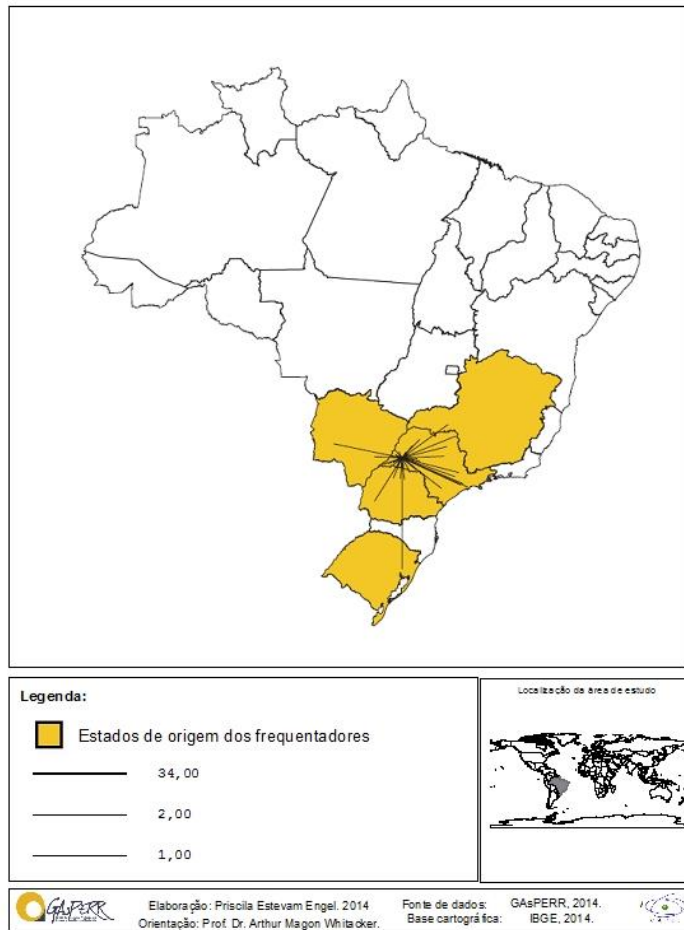 Legenda:
Estados de origem dos frequentadores
34,00
2,00
1,00
Localização da área de estudo
GAsPERR
Elaboração: Priscila Estevam Engel. 2014
Orientação: Prof. Dr. Arthur Magon Whitacker.
Fonte de dados: GAsPERR, 2014.
Base cartográfica: IBGE, 2014.